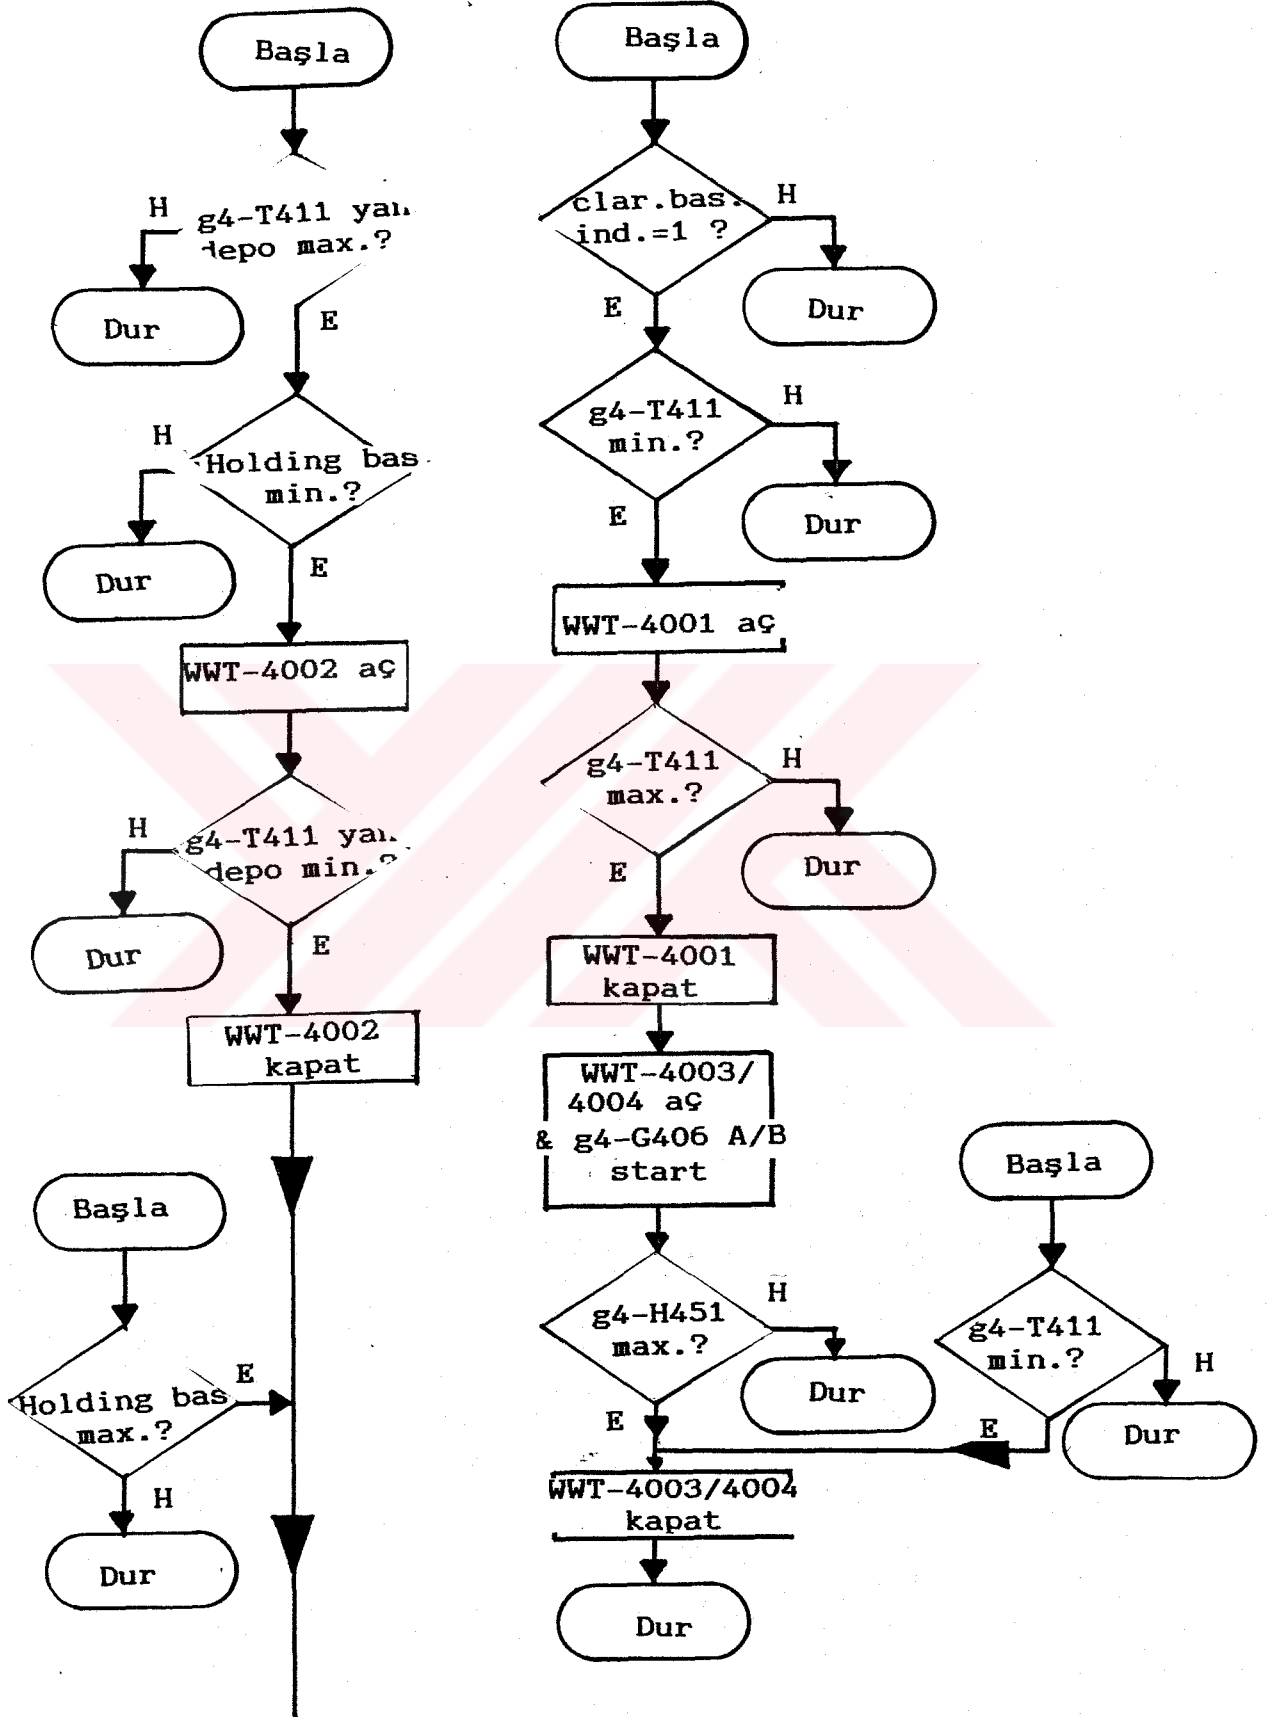 Başla
H
g4-T411 yan
depo max.?
Dur
E
H
Holding bas
min.?
Dur
E
WWT-4002 aç
H
g4-T411 yan
depo min.?
Dur
E
WWT-4002
kapat
Başla
Holding bas
max.?
E
H
Dur
Başla
clar.bas.
ind.=1 ?
H
Dur
E
g4-T411
min.?
H
Dur
E
WWT-4001 aç
g4-T411
max.?
H
Dur
E
WWT-4001
kapat
WWT-4003/
4004 aç
& g4-G406 A/B
start
g4-H451
max.?
H
Dur
E
WWT-4003/4004
kapat
Dur
Başla
g4-T411
min.?
H
Dur
E